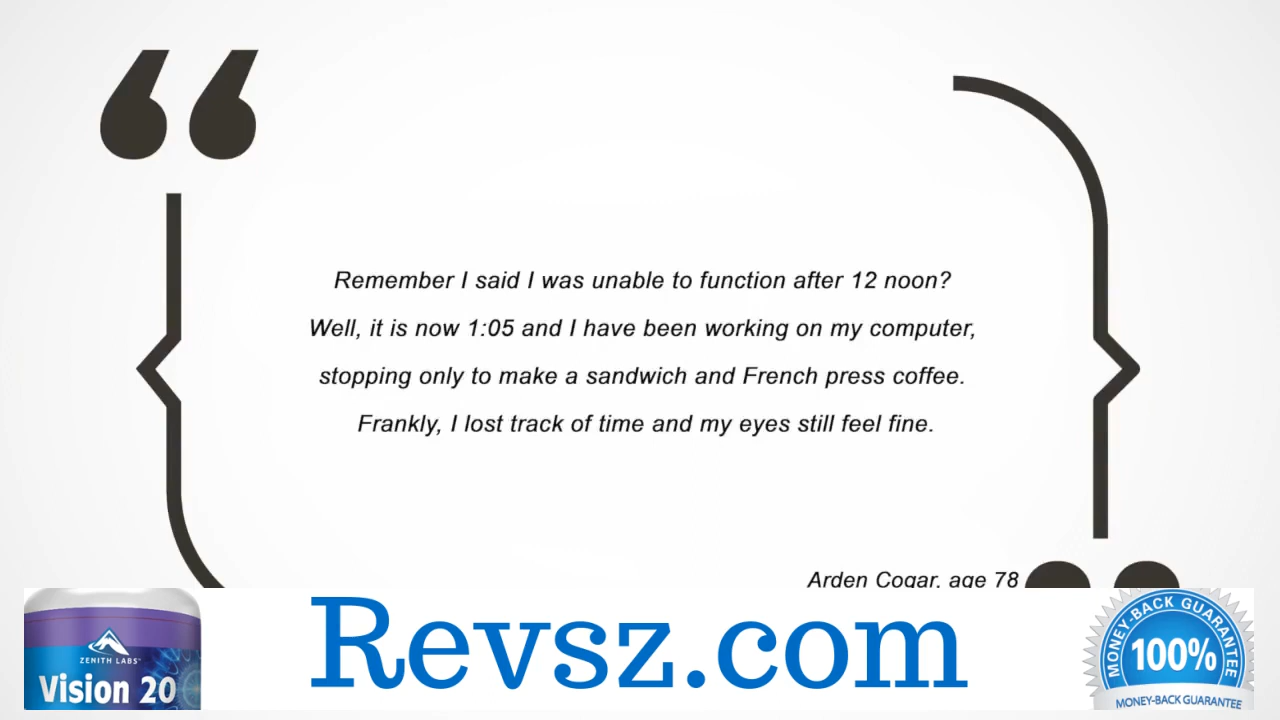 Remember I said I was unable to function after 12 noon?
Well, it is now 1:05 and I have been working on my computer,
stopping only to make a sandwich and French press coffee.
Frankly, I lost track of time and my eyes still feel fine.
Arden Cogar, age 78
ZENITH LABS™
Vision 20
Revsz.com
MONEY-BACK GUARANTEE
100%
MONEY-BACK GUARANTEE